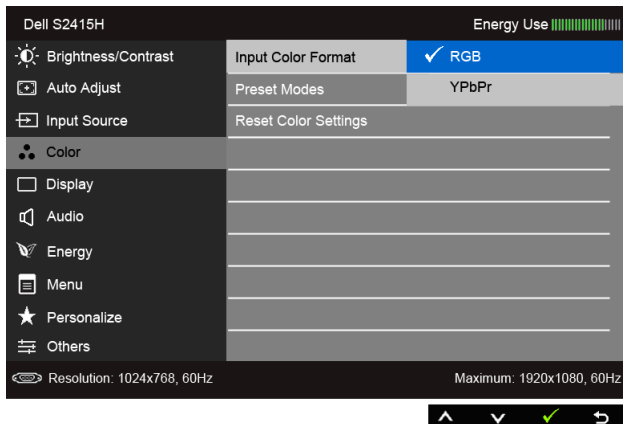 Dell S2415H Energy Use
Brightness/Contrast Input Color Format RGB
Auto Adjust Preset Modes YPbPr
Input Source Reset Color Settings
Color
Display
Audio
Energy
Menu
Personalize
Others
Resolution: 1024x768, 60Hz Maximum: 1920x1080, 60Hz